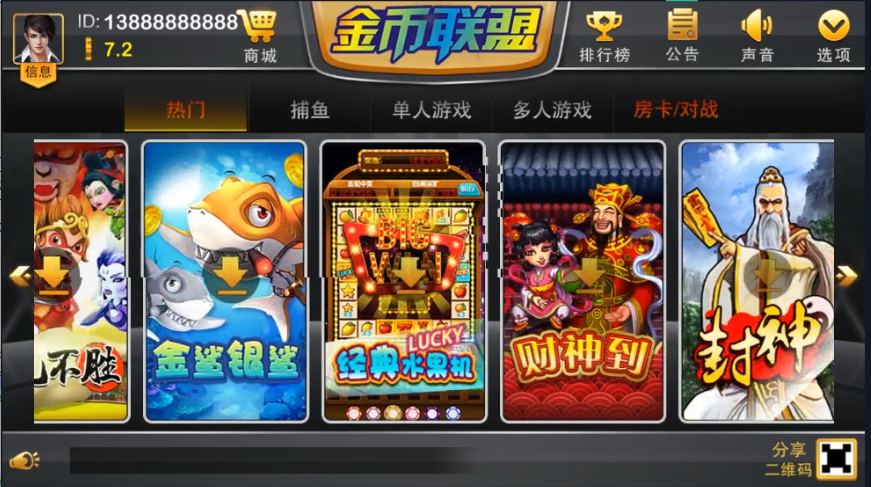 ID:13888888888
7.2
信息
商城
金币联盟
排行榜
公告
声音
选项
热门
捕鱼
单人游戏
多人游戏
房卡/对战
不胜
金鲨银鲨
BIG
WIN!
LUCKY
经典水果机
财神到
封神
分享
二维码